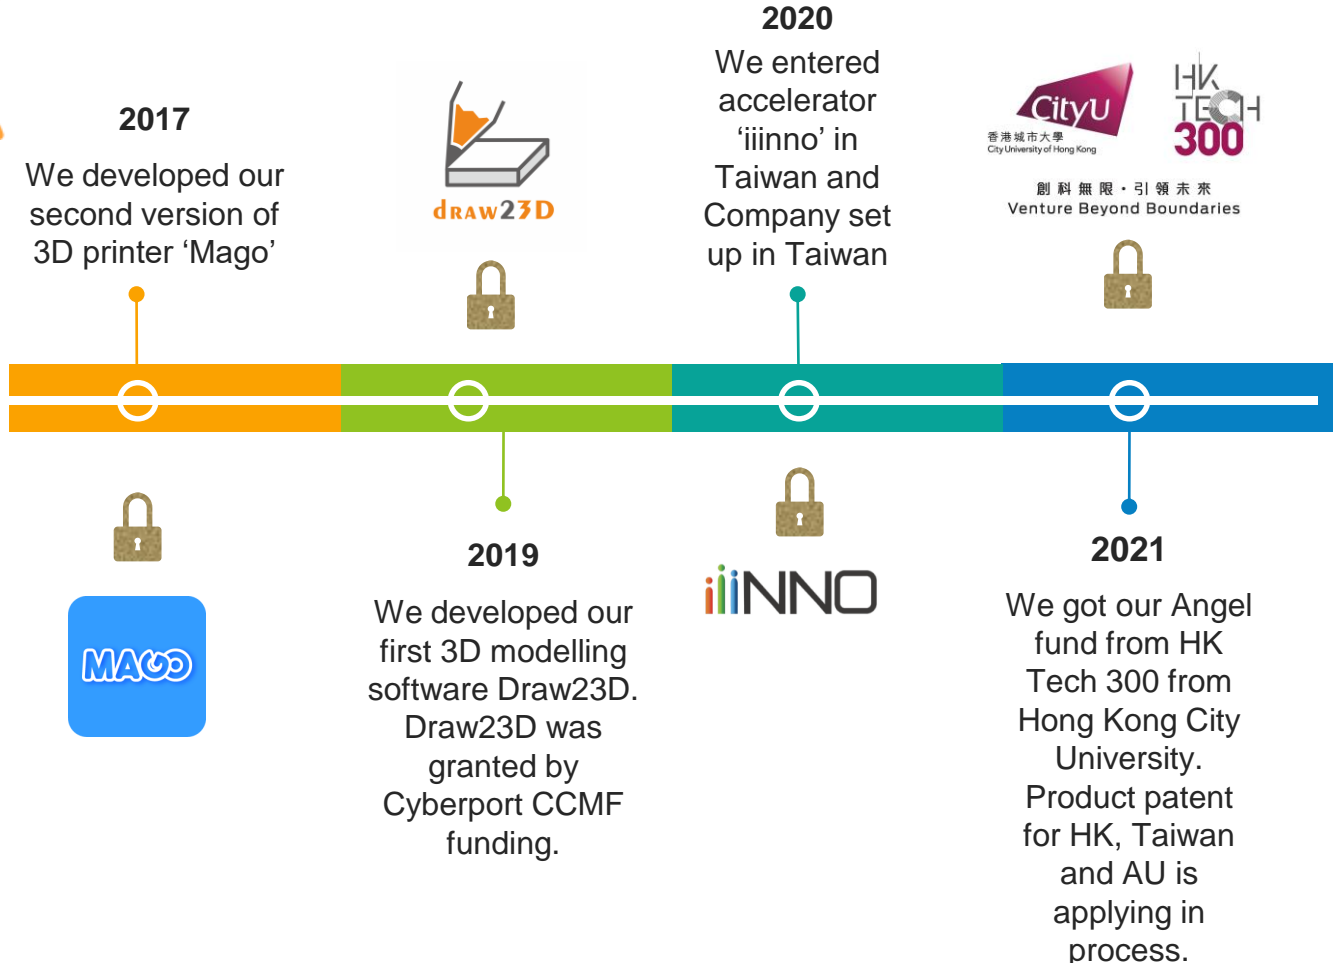 2017
We developed our
second version of
3D printer ‘Mago’
MAGO
dRAW23D
2019
We developed our
first 3D modelling
software Draw23D.
Draw23D was
granted by
Cyberport CCMF
funding.
2020
We entered
accelerator
‘iiinno’ in
Taiwan and
Company set
up in Taiwan
iiiNNO
CityU
香港城市大學
City University of Hong Kong
HK
TECH
300
創科無限・引領未來
Venture Beyond Boundaries
2021
We got our Angel
fund from HK
Tech 300 from
Hong Kong City
University.
Product patent
for HK, Taiwan
and AU is
applying in
process.